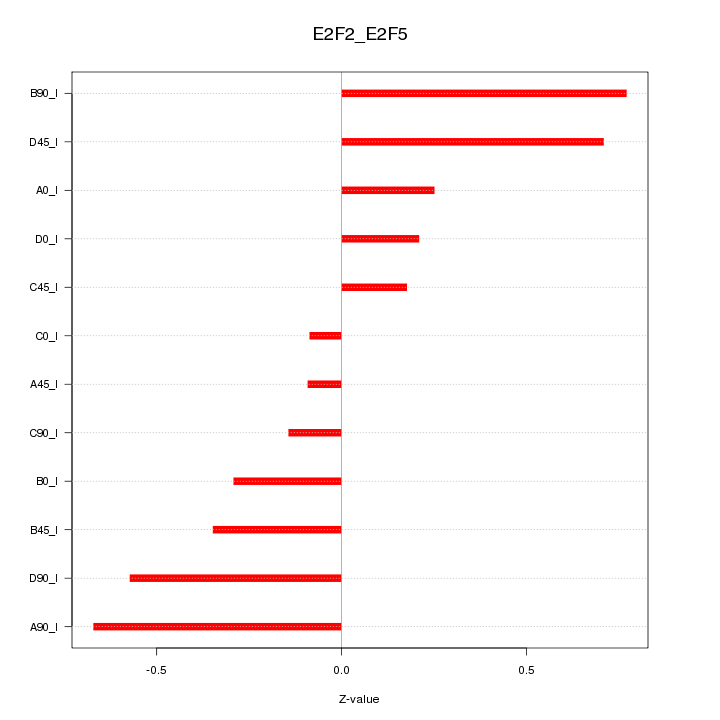 E2F2_E2F5
B90_I
D45_I
A0_I
D0_I
C45_I
C0_I
A45_I
C90_I
B0_I
B45_I
D90_I
A90_I
-0.5 0.0 0.5
Z-value